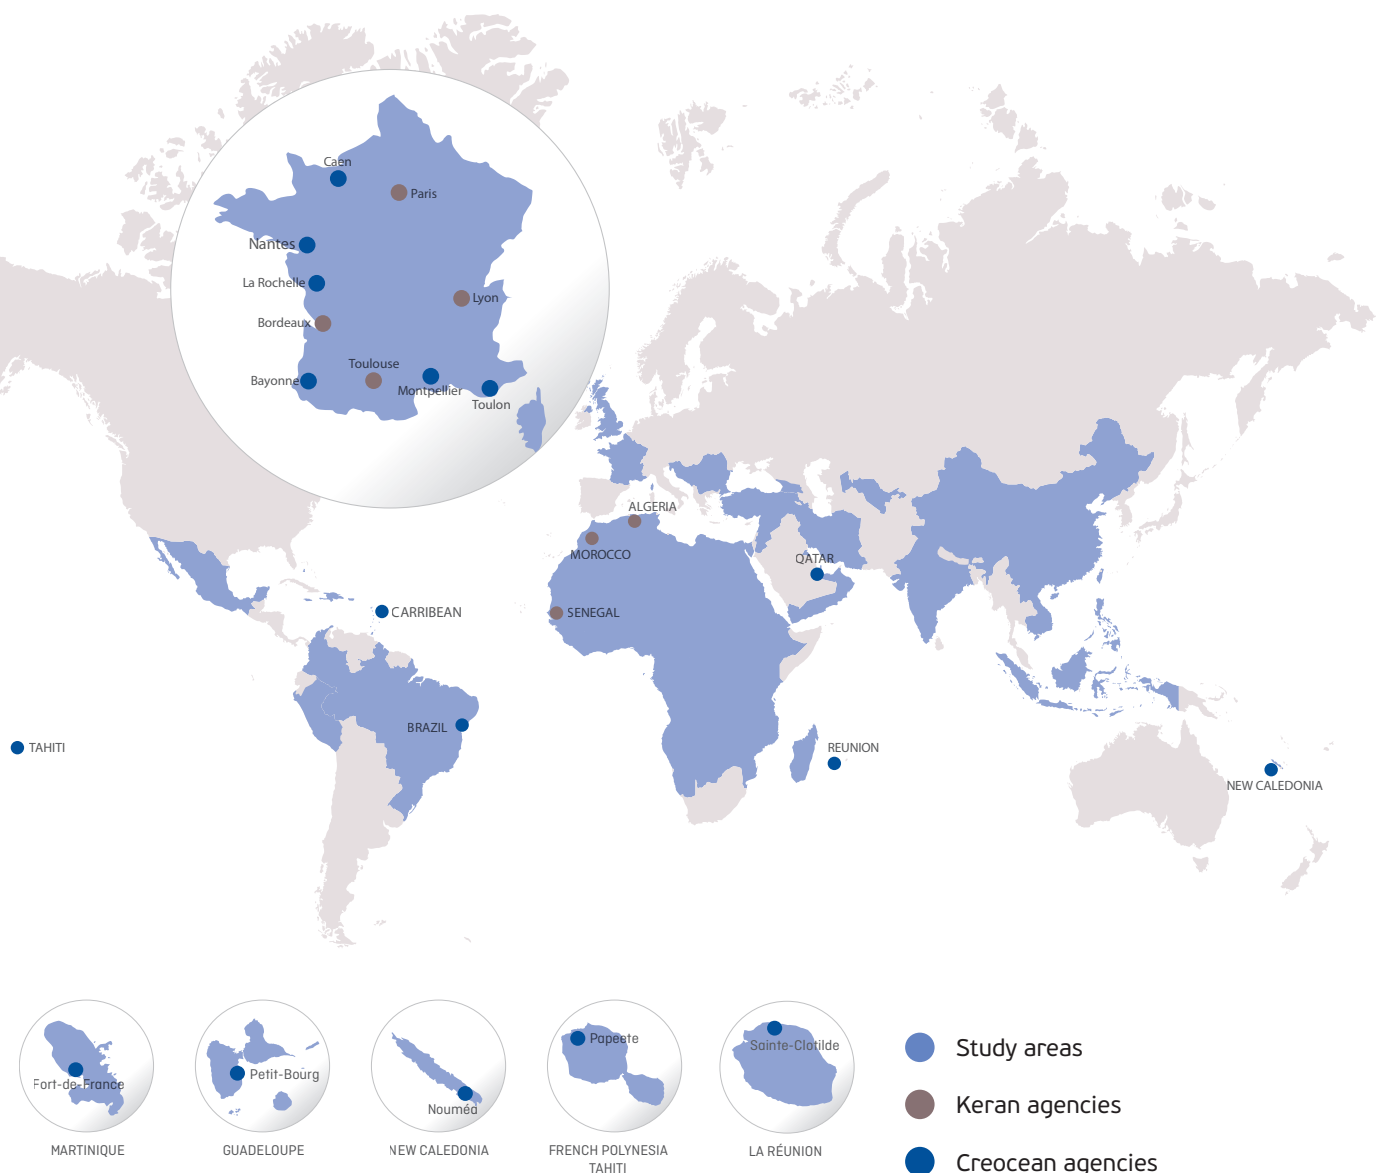 Caen
Paris
Nantes
La Rochelle
Lyon
Bordeaux
Toulouse
Bayonne
Montpellier
Toulon
ALGERIA
MOROCCO
QATAR
CARRIBEAN
SENEGAL
BRAZIL
TAHITI
REUNION
NEW CALEDONIA
Fort-de-France
MARTINIQUE
Petit-Bourg
GUADELOUPE
Nouméa
NEW CALEDONIA
Papeete
FRENCH POLYNESIA
TAHITI
Sainte-Clotilde
LA RÉUNION
Study areas
Keran agencies
Creocean agencies